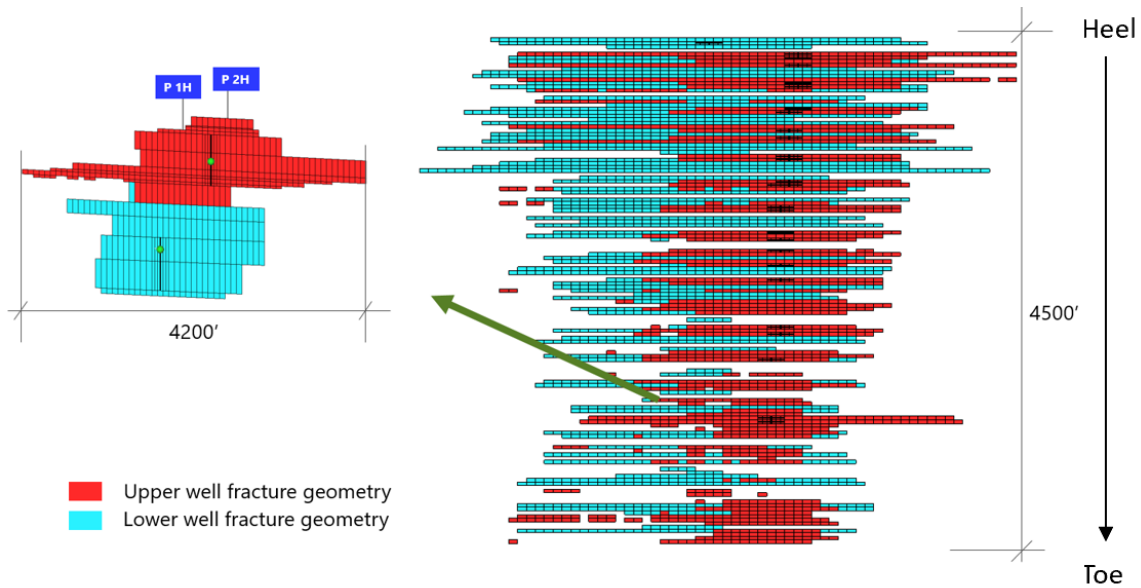 Heel
P 1H
P 2H
4200'
4500'
Upper well fracture geometry
Lower well fracture geometry
Toe